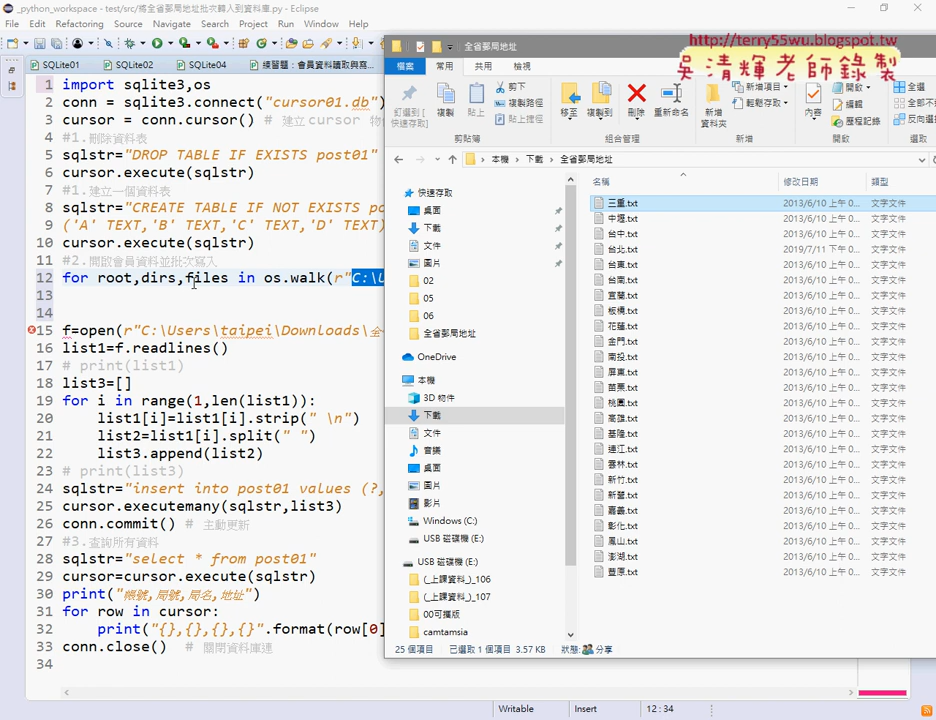 _python_workspace - test/src/將全省郵局地址批次轉入到資料庫.py - Eclipse
File Edit Refactoring Source Navigate Search Project Run Window Help
SQLite01 SQLite02 SQLite04 練習題：會員資料讀取與寫...
1 import sqlite3,os
2 conn = sqlite3.connect("cursor01.db")
3 cursor = conn.cursor() # 建立 cursor 物
4 #1.刪除資料表
5 sqlstr="DROP TABLE IF EXISTS post01"
6 cursor.execute(sqlstr)
7 #1.建立一個資料表
8 sqlstr="CREATE TABLE IF NOT EXISTS po
9 ('A' TEXT,'B' TEXT,'C' TEXT,'D' TEXT)
10 cursor.execute(sqlstr)
11 #2.開啟會員資料並批次寫入
12 for root,dirs,files in os.walk(r"C:\U
13
14
15 f=open(r"C:\Users\taipei\Downloads\全
16 list1=f.readlines()
17 # print(list1)
18 list3=[]
19 for i in range(1,len(list1)):
20 list1[i]=list1[i].strip(" \n")
21 list2=list1[i].split(" ")
22 list3.append(list2)
23 # print(list3)
24 sqlstr="insert into post01 values (?,
25 cursor.executemany(sqlstr,list3)
26 conn.commit() # 主動更新
27 #3.查詢所有資料
28 sqlstr="select * from post01"
29 cursor=cursor.execute(sqlstr)
30 print("帳號,局號,局名,地址")
31 for row in cursor:
32 print("{},{},{},{}".format(row[0]
33 conn.close() # 關閉資料庫連
34
Writable Insert 12 : 34
全省郵局地址
http://terry55wu.blogspot.tw
吳清輝老師錄製
檔案 常用 共用 檢視
釘選到 [快速存取] 複製 貼上 剪下 複製路徑 貼上捷徑
移至 複製到 刪除 重新命名
新增資料夾 新增項目 輕鬆存取
內容 開啟 編輯 歷程記錄
全選 全部不 反向選
剪貼簿 組合管理 新增 開啟 選取
本機 › 下載 › 全省郵局地址
快速存取
桌面
下載
文件
圖片
02
05
06
全省郵局地址
OneDrive
本機
3D 物件
下載
文件
音樂
桌面
圖片
影片
Windows (C:)
USB 磁碟機 (E:)
USB 磁碟機 (E:)
(_上課資料_)_106
(_上課資料_)_107
00可攜版
camtamsia
名稱 修改日期 類型
三重.txt 2013/6/10 上午 0... 文字文件
中壢.txt 2013/6/10 上午 0... 文字文件
台中.txt 2013/6/10 上午 0... 文字文件
台北.txt 2019/7/11 下午 0... 文字文件
台東.txt 2013/6/10 上午 0... 文字文件
台南.txt 2013/6/10 上午 0... 文字文件
宜蘭.txt 2013/6/10 上午 0... 文字文件
板橋.txt 2013/6/10 上午 0... 文字文件
花蓮.txt 2013/6/10 上午 0... 文字文件
金門.txt 2013/6/10 上午 0... 文字文件
南投.txt 2013/6/10 上午 0... 文字文件
屏東.txt 2013/6/10 上午 0... 文字文件
苗栗.txt 2013/6/10 上午 0... 文字文件
桃園.txt 2013/6/10 上午 0... 文字文件
高雄.txt 2013/6/10 上午 0... 文字文件
基隆.txt 2013/6/10 上午 0... 文字文件
連江.txt 2013/6/10 上午 0... 文字文件
雲林.txt 2013/6/10 上午 0... 文字文件
新竹.txt 2013/6/10 上午 0... 文字文件
新營.txt 2013/6/10 上午 0... 文字文件
嘉義.txt 2013/6/10 上午 0... 文字文件
彰化.txt 2013/6/10 上午 0... 文字文件
鳳山.txt 2013/6/10 上午 0... 文字文件
澎湖.txt 2013/6/10 上午 0... 文字文件
豐原.txt 2013/6/10 上午 0... 文字文件
25 個項目 已選取 1 個項目 3.57 KB 狀態: 分享